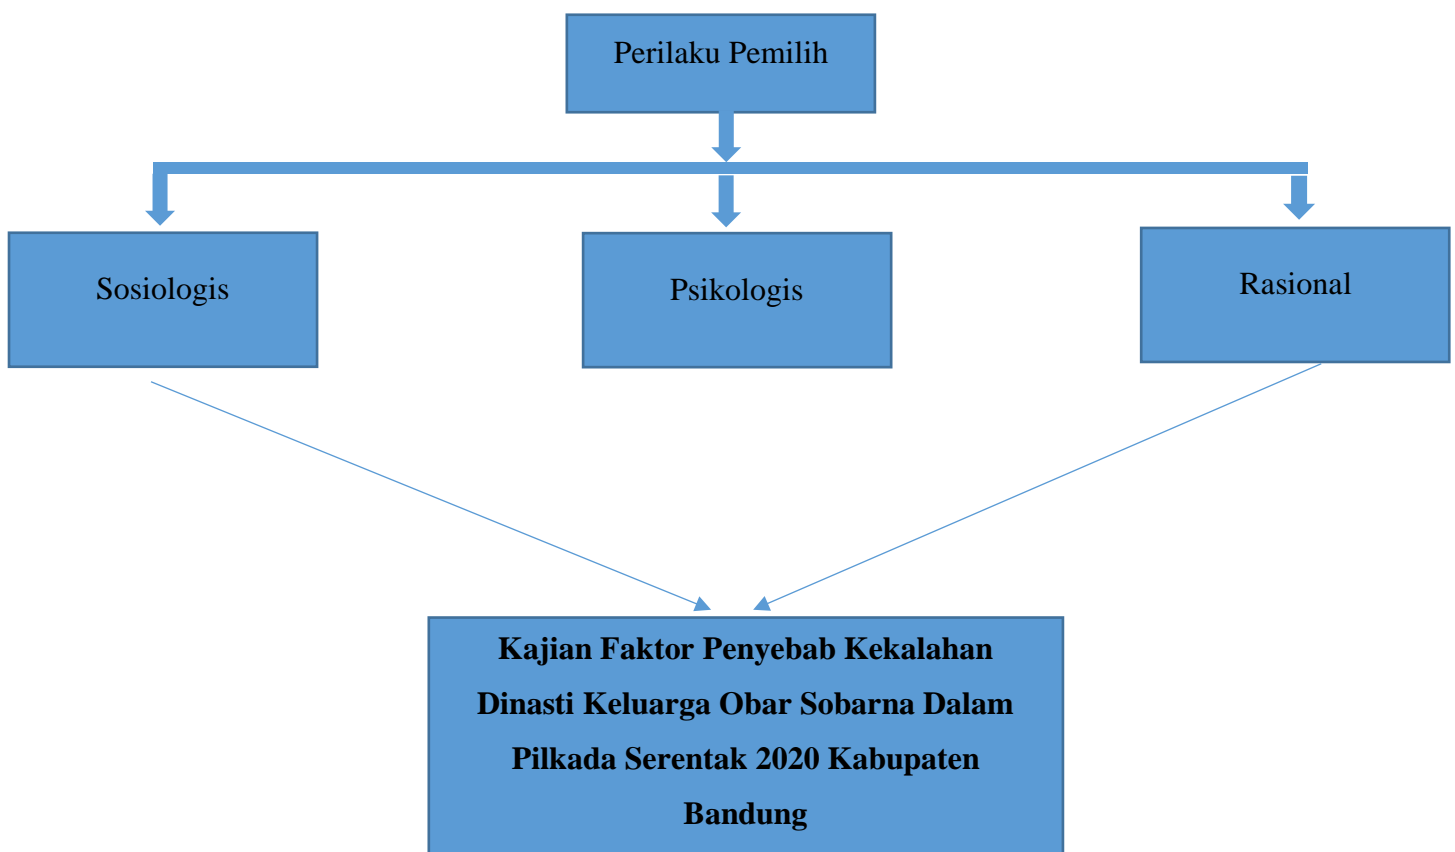 Perilaku Pemilih
Sosiologis
Psikologis
Rasional
Kajian Faktor Penyebab Kekalahan
Dinasti Keluarga Obar Sobarna Dalam
Pilkada Serentak 2020 Kabupaten
Bandung